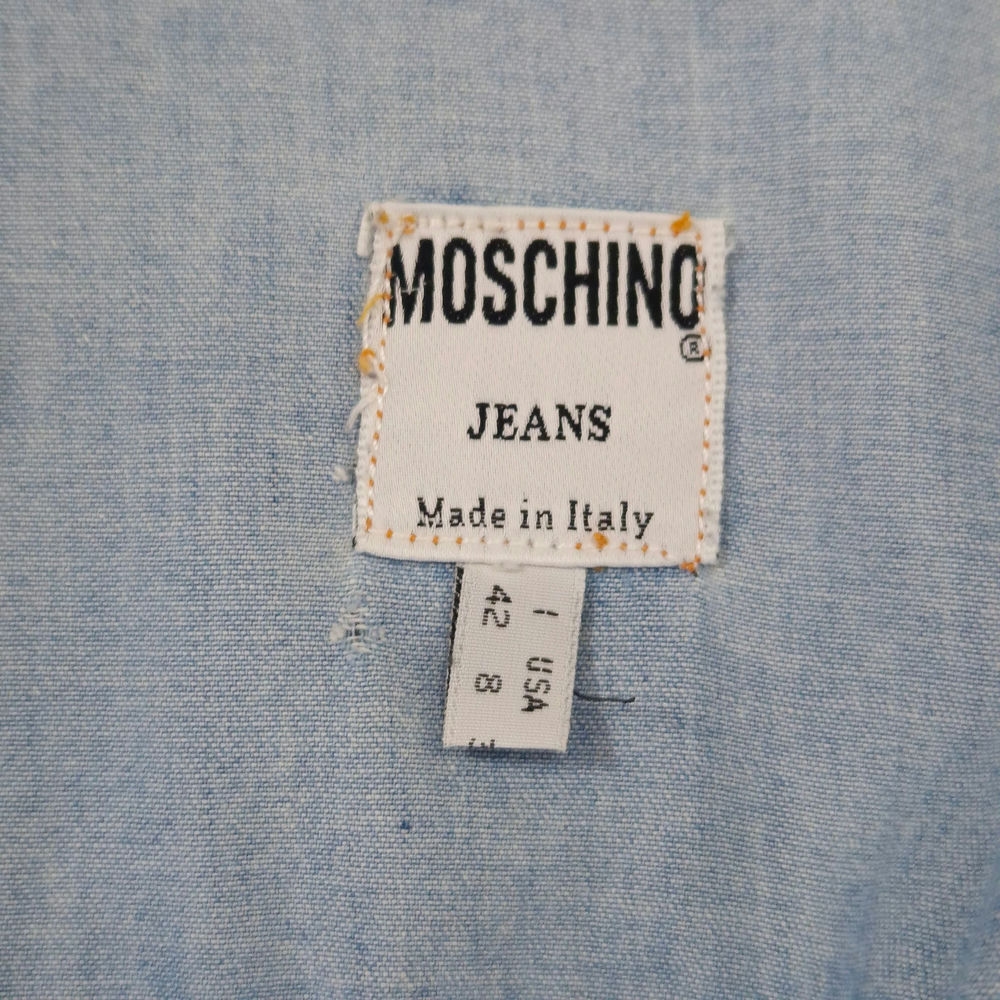 MOSCHINO
®
JEANS
Made in Italy
I USA
42 8